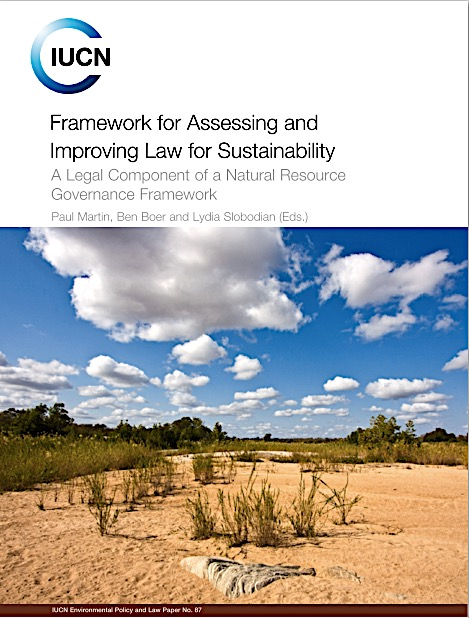 IUCN
Framework for Assessing and
Improving Law for Sustainability
A Legal Component of a Natural Resource
Governance Framework
Paul Martin, Ben Boer and Lydia Slobodian (Eds.)
IUCN Environmental Policy and Law Paper No. 87